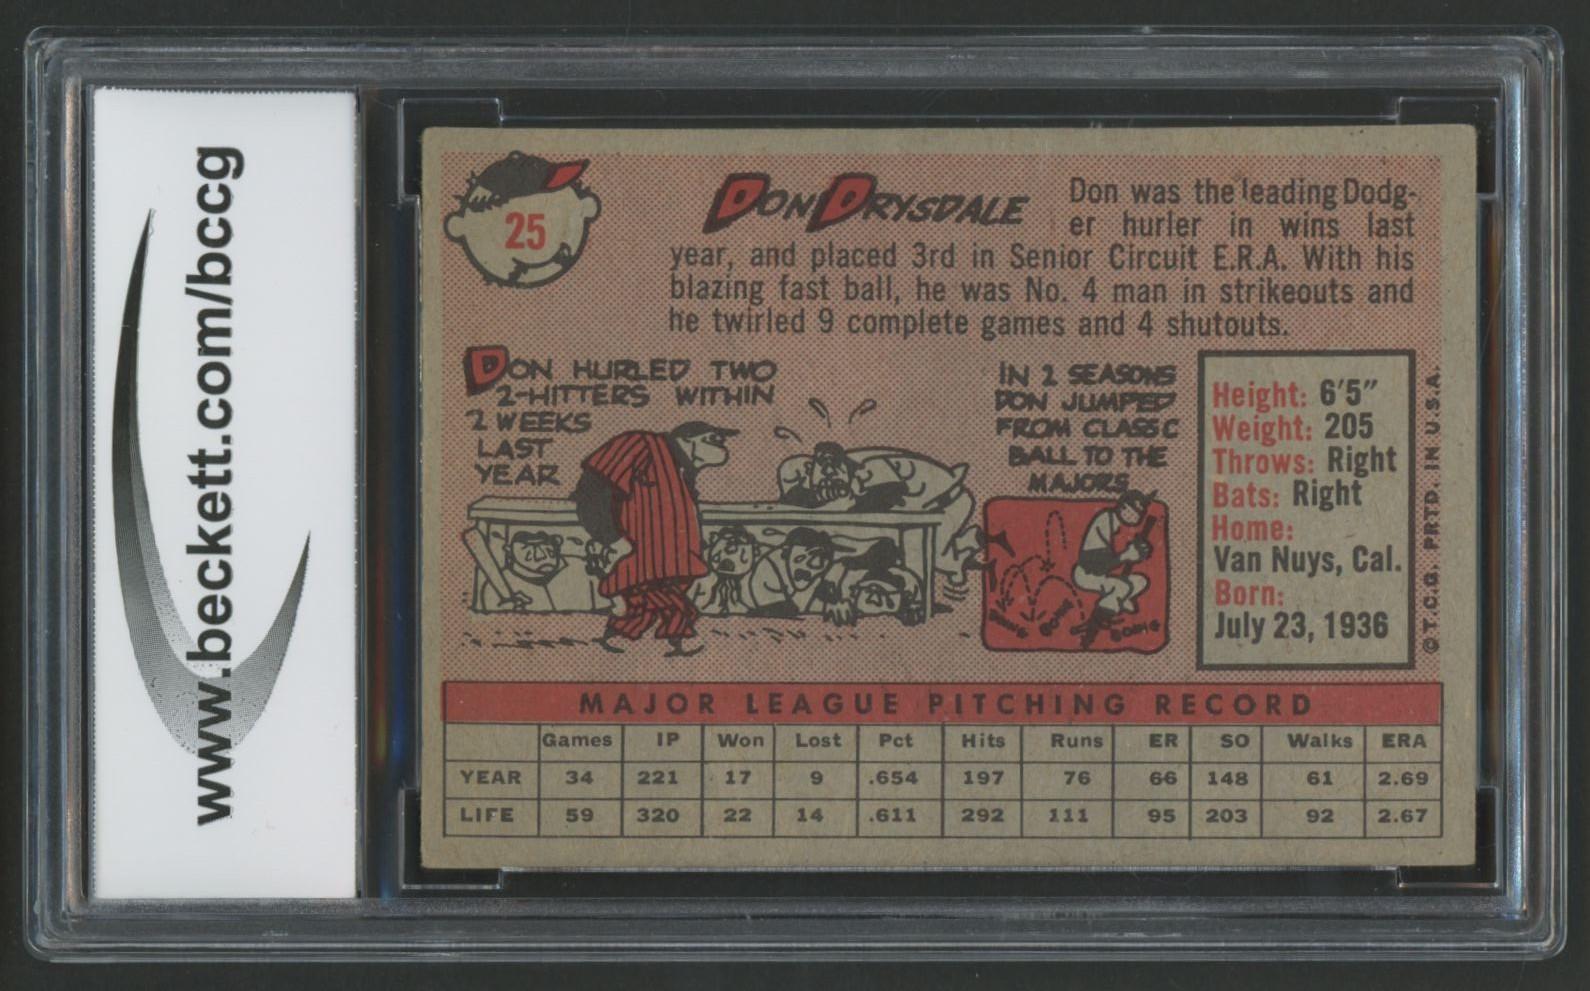 www.beckett.com/bccg
25
DON DRYSDALE
Don was the leading Dodg-
er hurler in wins last
year, and placed 3rd in Senior Circuit E.R.A. With his
blazing fast ball, he was No. 4 man in strikeouts and
he twirled 9 complete games and 4 shutouts.
DON HURLED TWO
2-HITTERS WITHIN
2 WEEKS
LAST
YEAR
IN 2 SEASONS
DON JUMPED
FROM CLASS C
BALL TO THE
MAJORS
BOING BOING BOING
Height: 6'5"
Weight: 205
Throws: Right
Bats: Right
Home:
Van Nuys, Cal.
Born:
July 23, 1936
© T.C.G. PRTD. IN U.S.A.
MAJOR LEAGUE PITCHING RECORD
Games IP Won Lost Pct Hits Runs ER SO Walks ERA
YEAR 34 221 17 9 .654 197 76 66 148 61 2.69
LIFE 59 320 22 14 .611 292 111 95 203 92 2.67